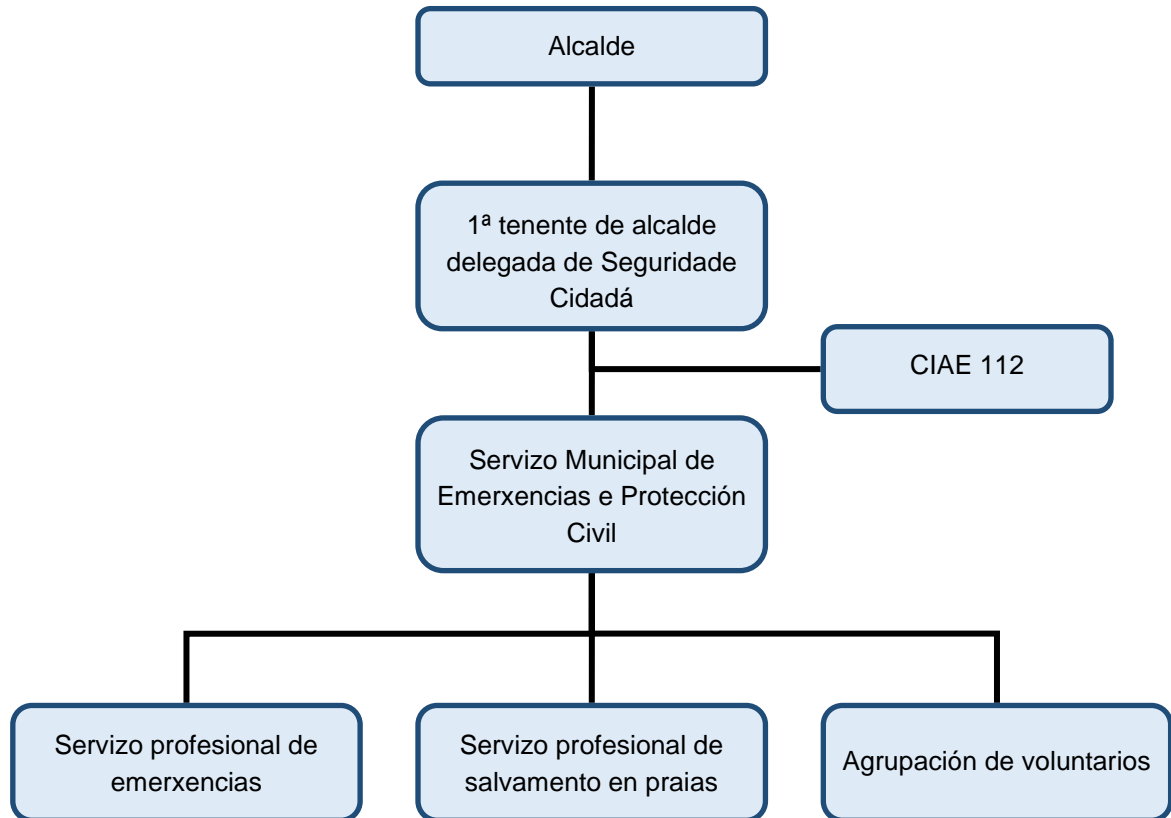 Alcalde
1ª tenente de alcalde
delegada de Seguridade
Cidadá
CIAE 112
Servizo Municipal de
Emerxencias e Protección
Civil
Servizo profesional de
emerxencias
Servizo profesional de
salvamento en praias
Agrupación de voluntarios